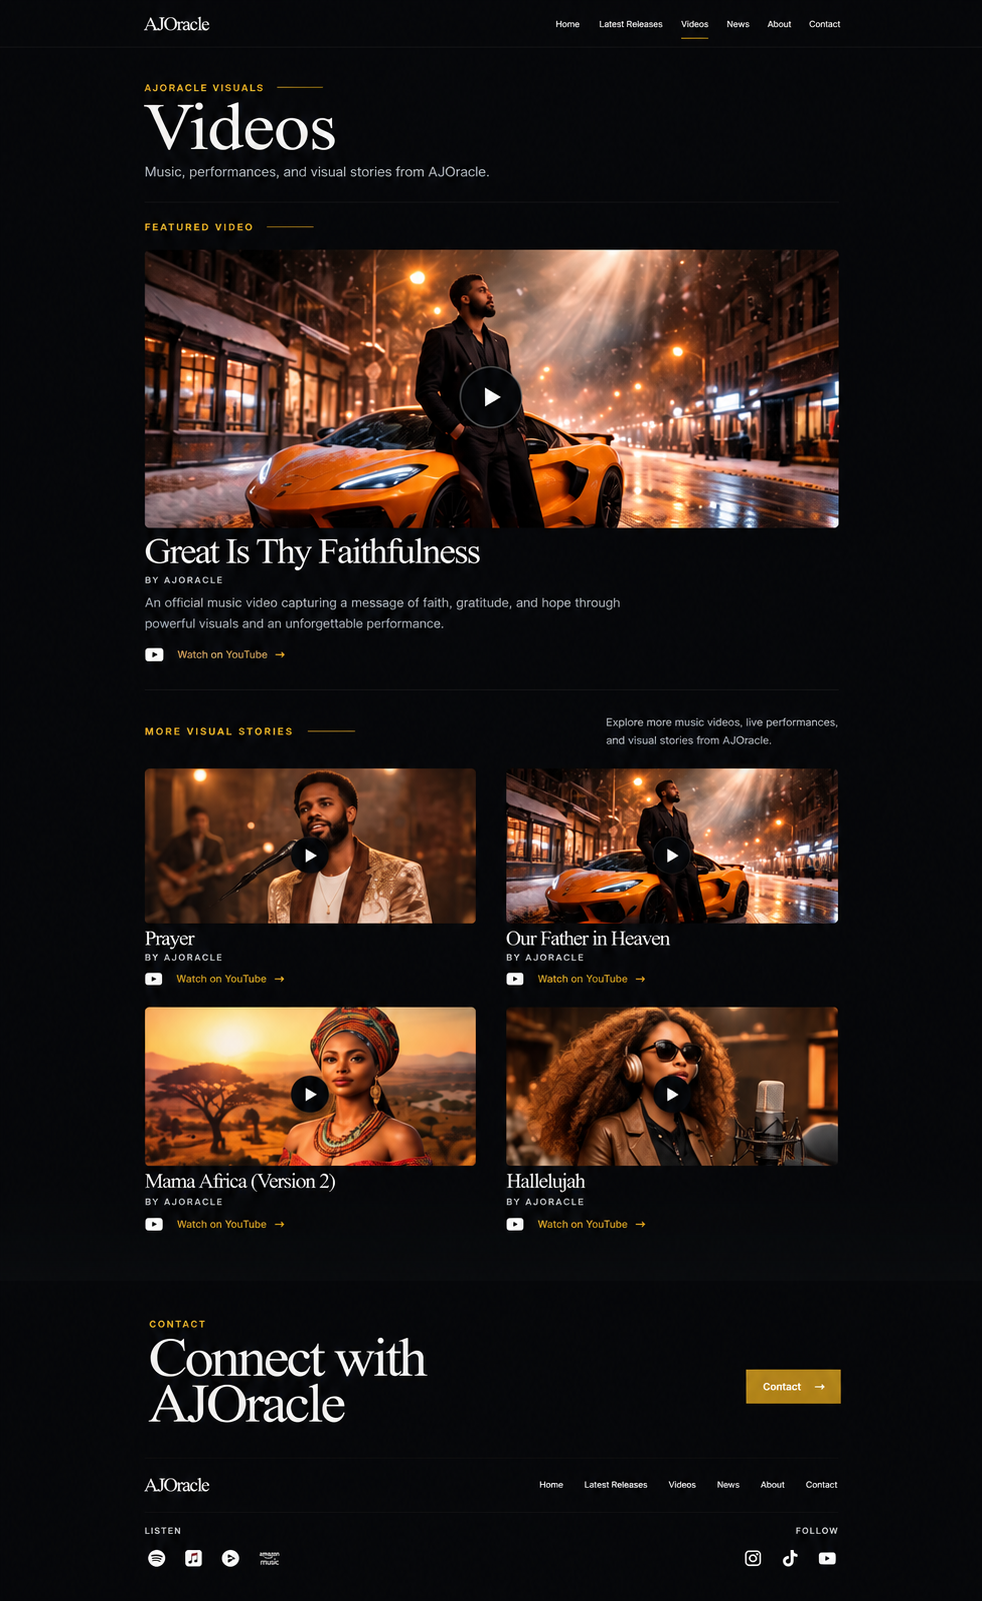 AJOracle
Home Latest Releases Videos News About Contact
AJORACLE VISUALS
Videos
Music, performances, and visual stories from AJOracle.
FEATURED VIDEO
Great Is Thy Faithfulness
BY AJORACLE
An official music video capturing a message of faith, gratitude, and hope through
powerful visuals and an unforgettable performance.
Watch on YouTube →
MORE VISUAL STORIES
Explore more music videos, live performances,
and visual stories from AJOracle.
Prayer
BY AJORACLE
Watch on YouTube →
Our Father in Heaven
BY AJORACLE
Watch on YouTube →
Mama Africa (Version 2)
BY AJORACLE
Watch on YouTube →
Hallelujah
BY AJORACLE
Watch on YouTube →
CONTACT
Connect with
AJOracle
Contact →
AJOracle
Home Latest Releases Videos News About Contact
LISTEN
amazon
music
FOLLOW